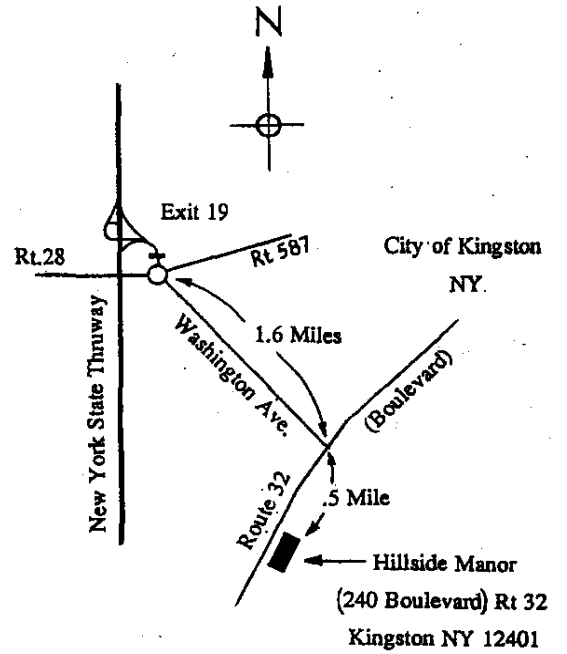 N
Exit 19
Rt.28
Rt 587
City of Kingston
NY.
1.6 Miles
Washington Ave.
New York State Thruway
(Boulevard)
Route 32
.5 Mile
Hillside Manor
(240 Boulevard) Rt 32
Kingston NY 12401